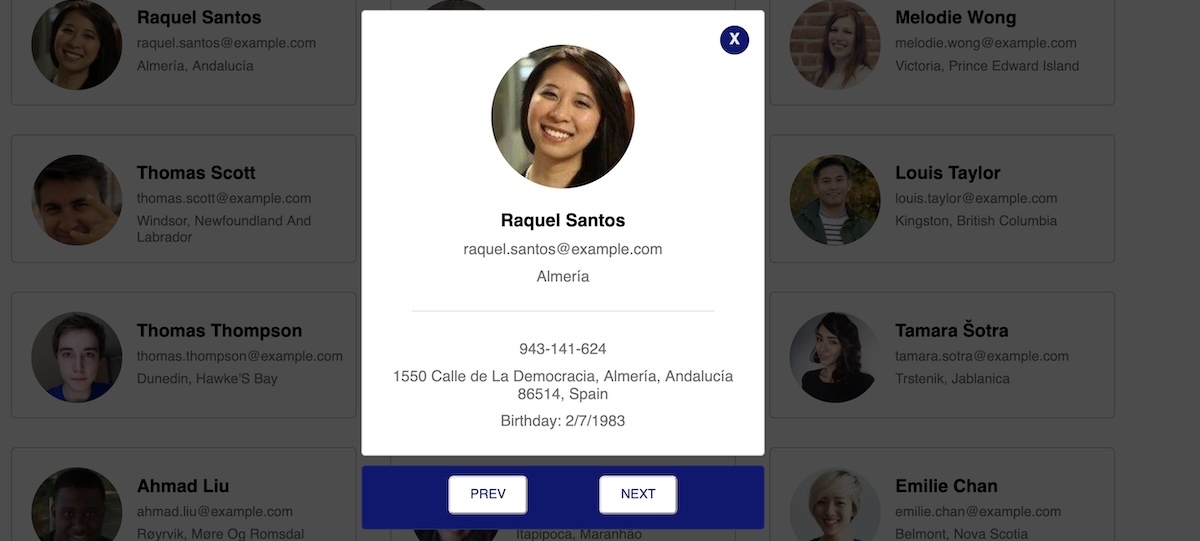 Raquel Santos
raquel.santos@example.com
Almería, Andalucía
Melodie Wong
melodie.wong@example.com
Victoria, Prince Edward Island
Thomas Scott
thomas.scott@example.com
Windsor, Newfoundland And
Labrador
Louis Taylor
louis.taylor@example.com
Kingston, British Columbia
Thomas Thompson
thomas.thompson@example.com
Dunedin, Hawke'S Bay
Tamara Šotra
tamara.sotra@example.com
Trstenik, Jablanica
Ahmad Liu
ahmad.liu@example.com
Røyrvik, Møre Og Romsdal
Itapipoca, Maranhão
Emilie Chan
emilie.chan@example.com
Belmont, Nova Scotia
X
Raquel Santos
raquel.santos@example.com
Almería
943-141-624
1550 Calle de La Democracia, Almería, Andalucía
86514, Spain
Birthday: 2/7/1983
PREV
NEXT